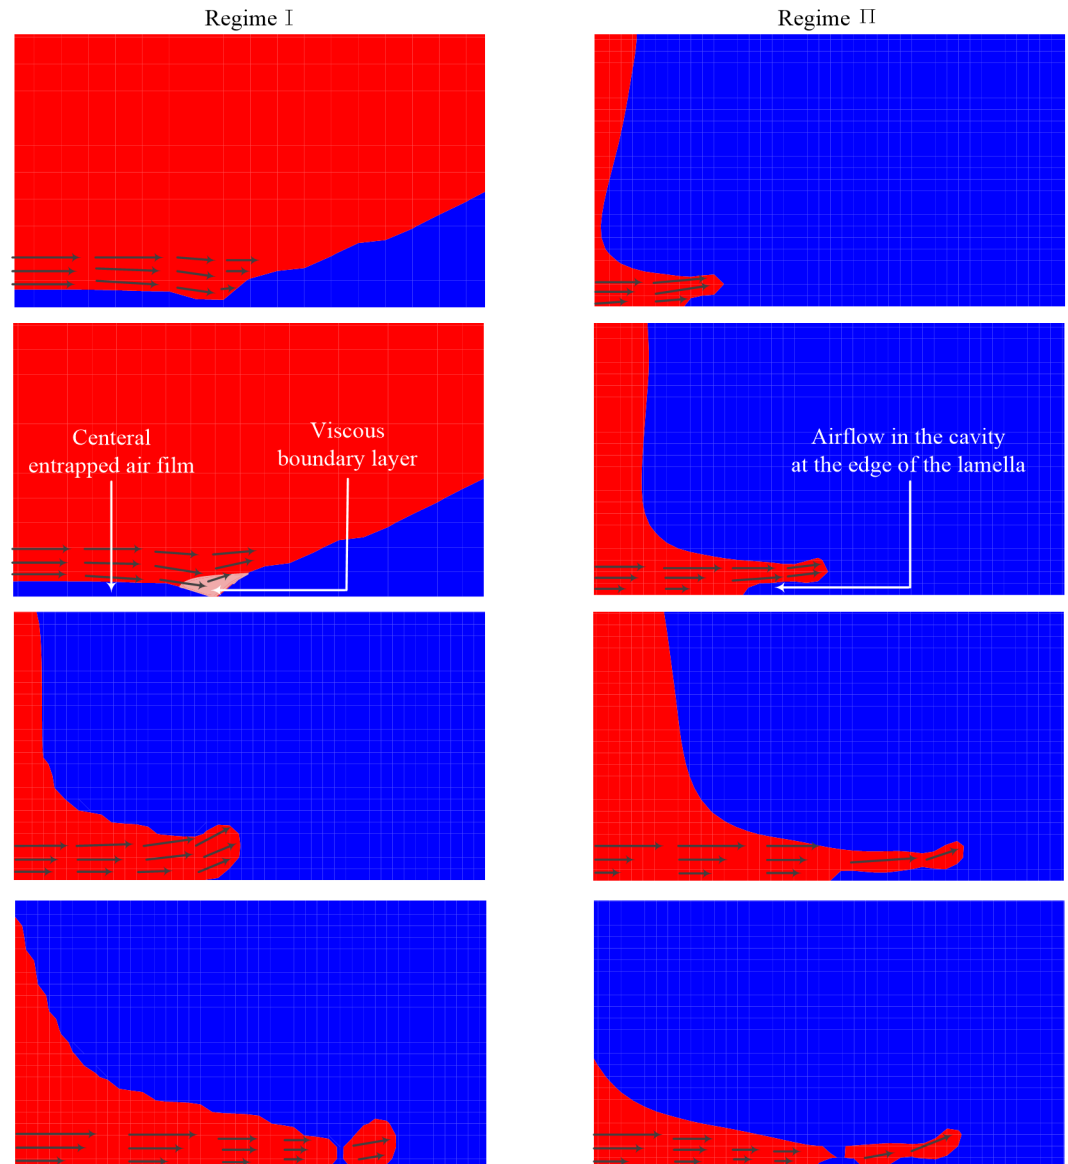 Regime I
Regime Π
Centeral
entrapped air film
Viscous
boundary layer
Airflow in the cavity
at the edge of the lamella